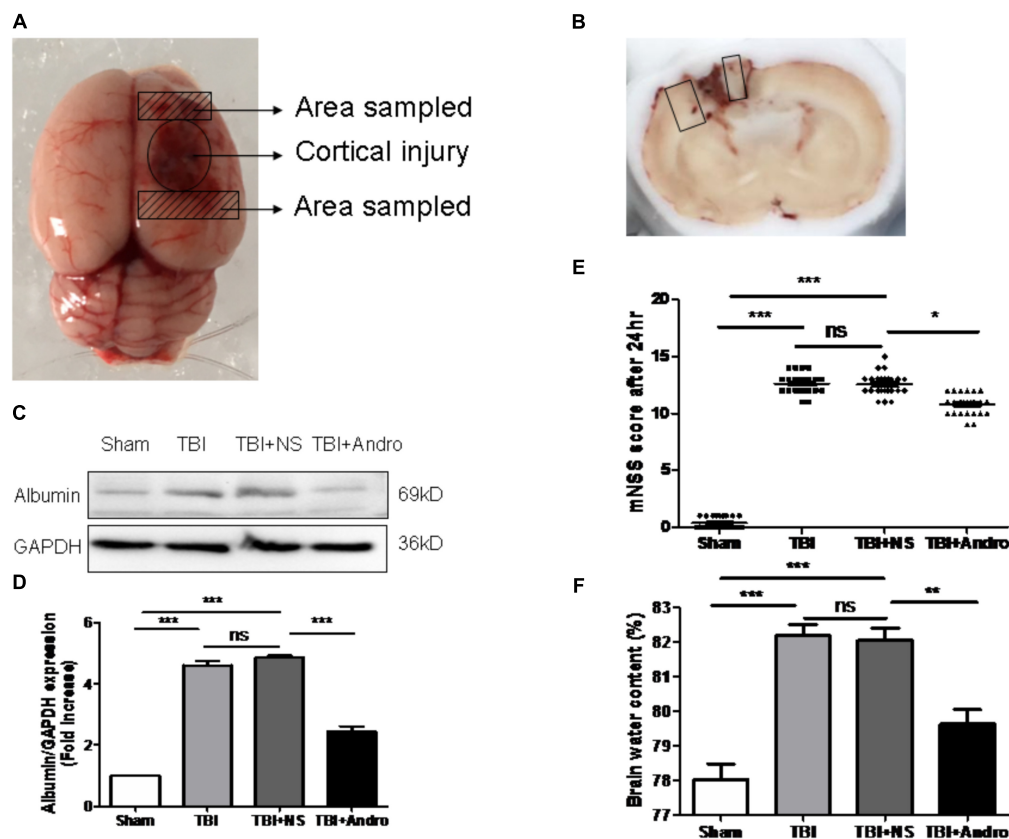 A
Area sampled
Cortical injury
Area sampled
B
C
Sham TBI TBI+NS TBI+Andro
Albumin 69kD
GAPDH 36kD
D
Albumin/GAPDH expression
(Fold increase)
6
4
2
0
*** *** ns ***
Sham TBI TBI+NS TBI+Andro
E
mNSS score after 24hr
20
15
10
5
0
*** *** ns *
Sham TBI TBI+NS TBI+Andro
F
Brain water content (%)
83
82
81
80
79
78
77
*** *** ns **
Sham TBI TBI+NS TBI+Andro